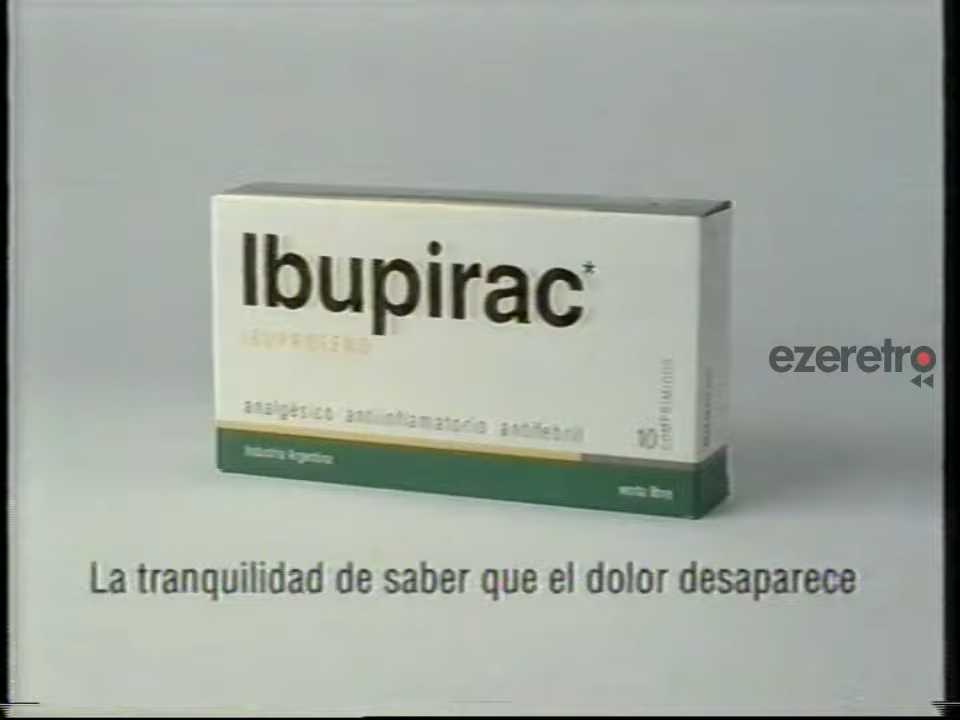 Ibupirac*
IBUPROFENO
analgésico antiinflamatorio antifebril
10 COMPRIMIDOS
Industria Argentina
venta libre
ezeretro
La tranquilidad de saber que el dolor desaparece